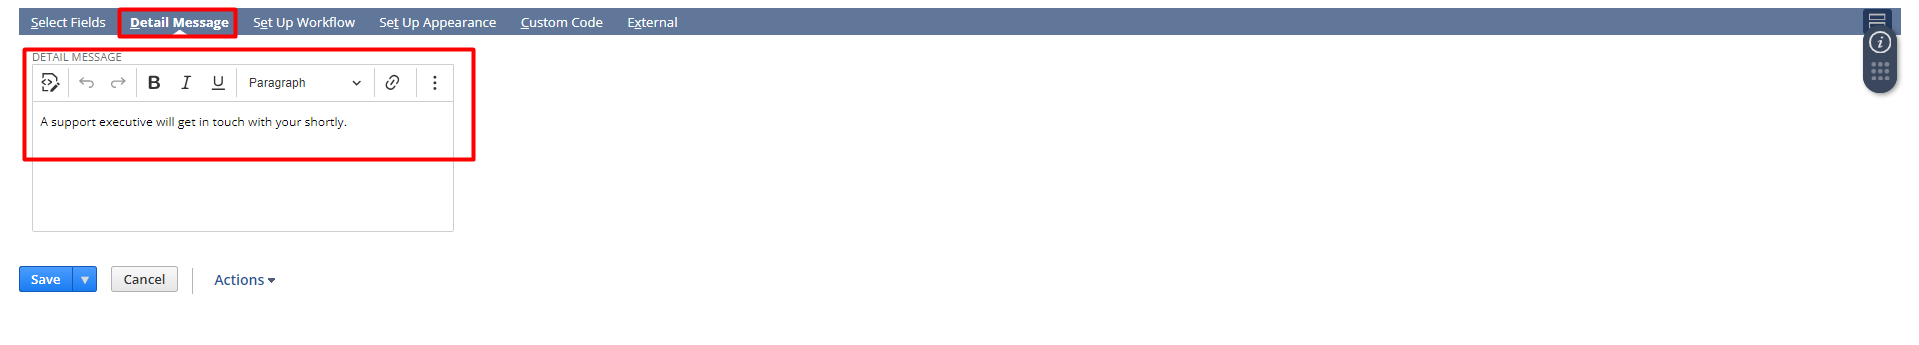 Select Fields Detail Message Set Up Workflow Set Up Appearance Custom Code External
DETAIL MESSAGE
B I U Paragraph
A support executive will get in touch with your shortly.
Save Cancel Actions